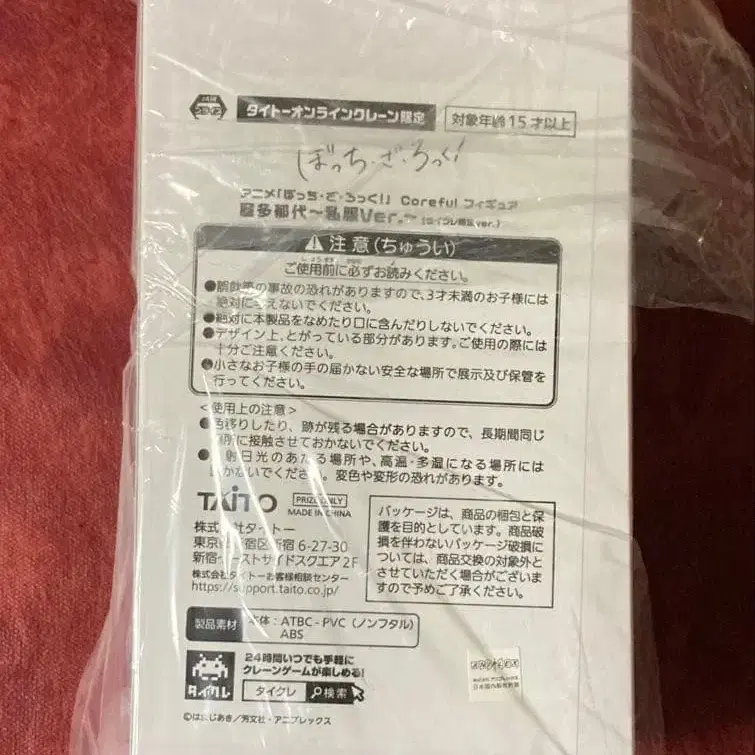 タイトーオンラインクレーン限定
対象年齢15才以上
ぼっち・ざ・ろっく!
アニメ「ぼっち・ざ・ろっく!」 Coreful フィギュア
喜多郁代〜私服Ver.〜
⚠注意(ちゅうい)
ご使用前に必ずお読みください。
●誤飲等の事故の恐れがありますので、3才未満のお子様には
絶対に与えないでください。
●絶対に本製品をなめたり口に含んだりしないでください。
●デザイン上、とがっている部分があります。ご使用の際には
十分ご注意ください。
●小さなお子様の手の届かない安全な場所で展示及び保管を
行ってください。
<使用上の注意>
●色移りしたり、跡が残る場合がありますので、長期間同じ
場所に接触させておかないでください。
● 射日光のあたる場所や、高温・多湿になる場所には
かないでください。変色や変形の恐れがあります。
TAITO
PRIZE ONLY
MADE IN CHINA
株式会社タイトー
東京都新宿区新宿 6-27-30
新宿イーストサイドスクエア 2F
株式会社タイトーお客様相談センター
https://support.taito.co.jp/
パッケージは、商品の梱包と保
護を目的としています。商品破
損を伴わないパッケージ破損に
ついては、商品交換の対象外と
させていただく場合がございま
すので予めご了承ください。
製品素材
本体:ATBC-PVC(ノンフタル)
ABS
タイクレ
24時間いつでも手軽に
クレーンゲームが楽しめる!
タイクレ 検索
©はまじあき/芳文社・アニプレックス
日本国内販売限定